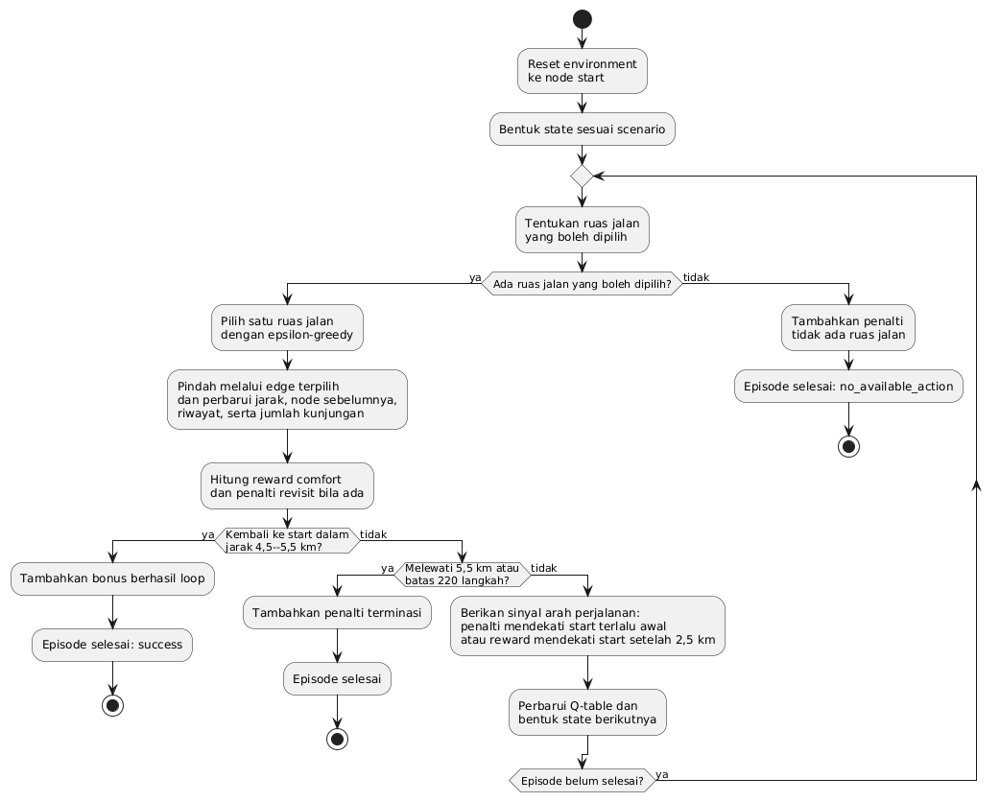 Reset environment
ke node start
Bentuk state sesuai scenario
Tentukan ruas jalan
yang boleh dipilih
ya
Ada ruas jalan yang boleh dipilih?
tidak
Pilih satu ruas jalan
dengan epsilon-greedy
Tambahkan penalti
tidak ada ruas jalan
Pindah melalui edge terpilih
dan perbarui jarak, node sebelumnya,
riwayat, serta jumlah kunjungan
Episode selesai: no_available_action
Hitung reward comfort
dan penalti revisit bila ada
ya
Kembali ke start dalam
jarak 4,5--5,5 km?
tidak
Tambahkan bonus berhasil loop
Episode selesai: success
ya
Melewati 5,5 km atau
batas 220 langkah?
tidak
Tambahkan penalti terminasi
Episode selesai
Berikan sinyal arah perjalanan:
penalti mendekati start terlalu awal
atau reward mendekati start setelah 2,5 km
Perbarui Q-table dan
bentuk state berikutnya
Episode belum selesai?
ya